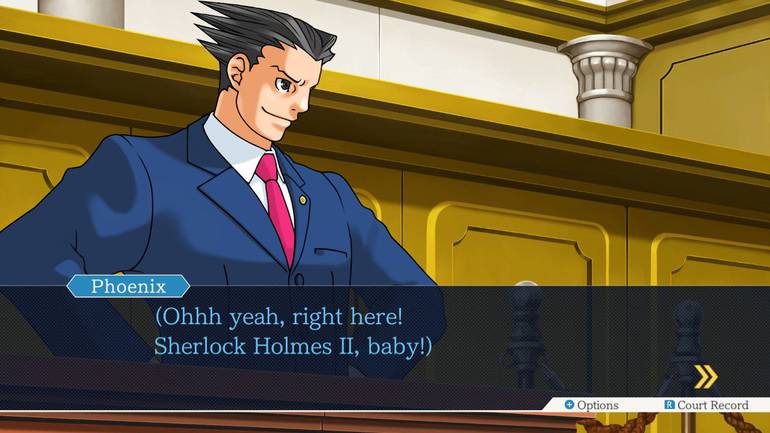 Phoenix
(Ohhh yeah, right here!
Sherlock Holmes II, baby!)
+ Options
R Court Record